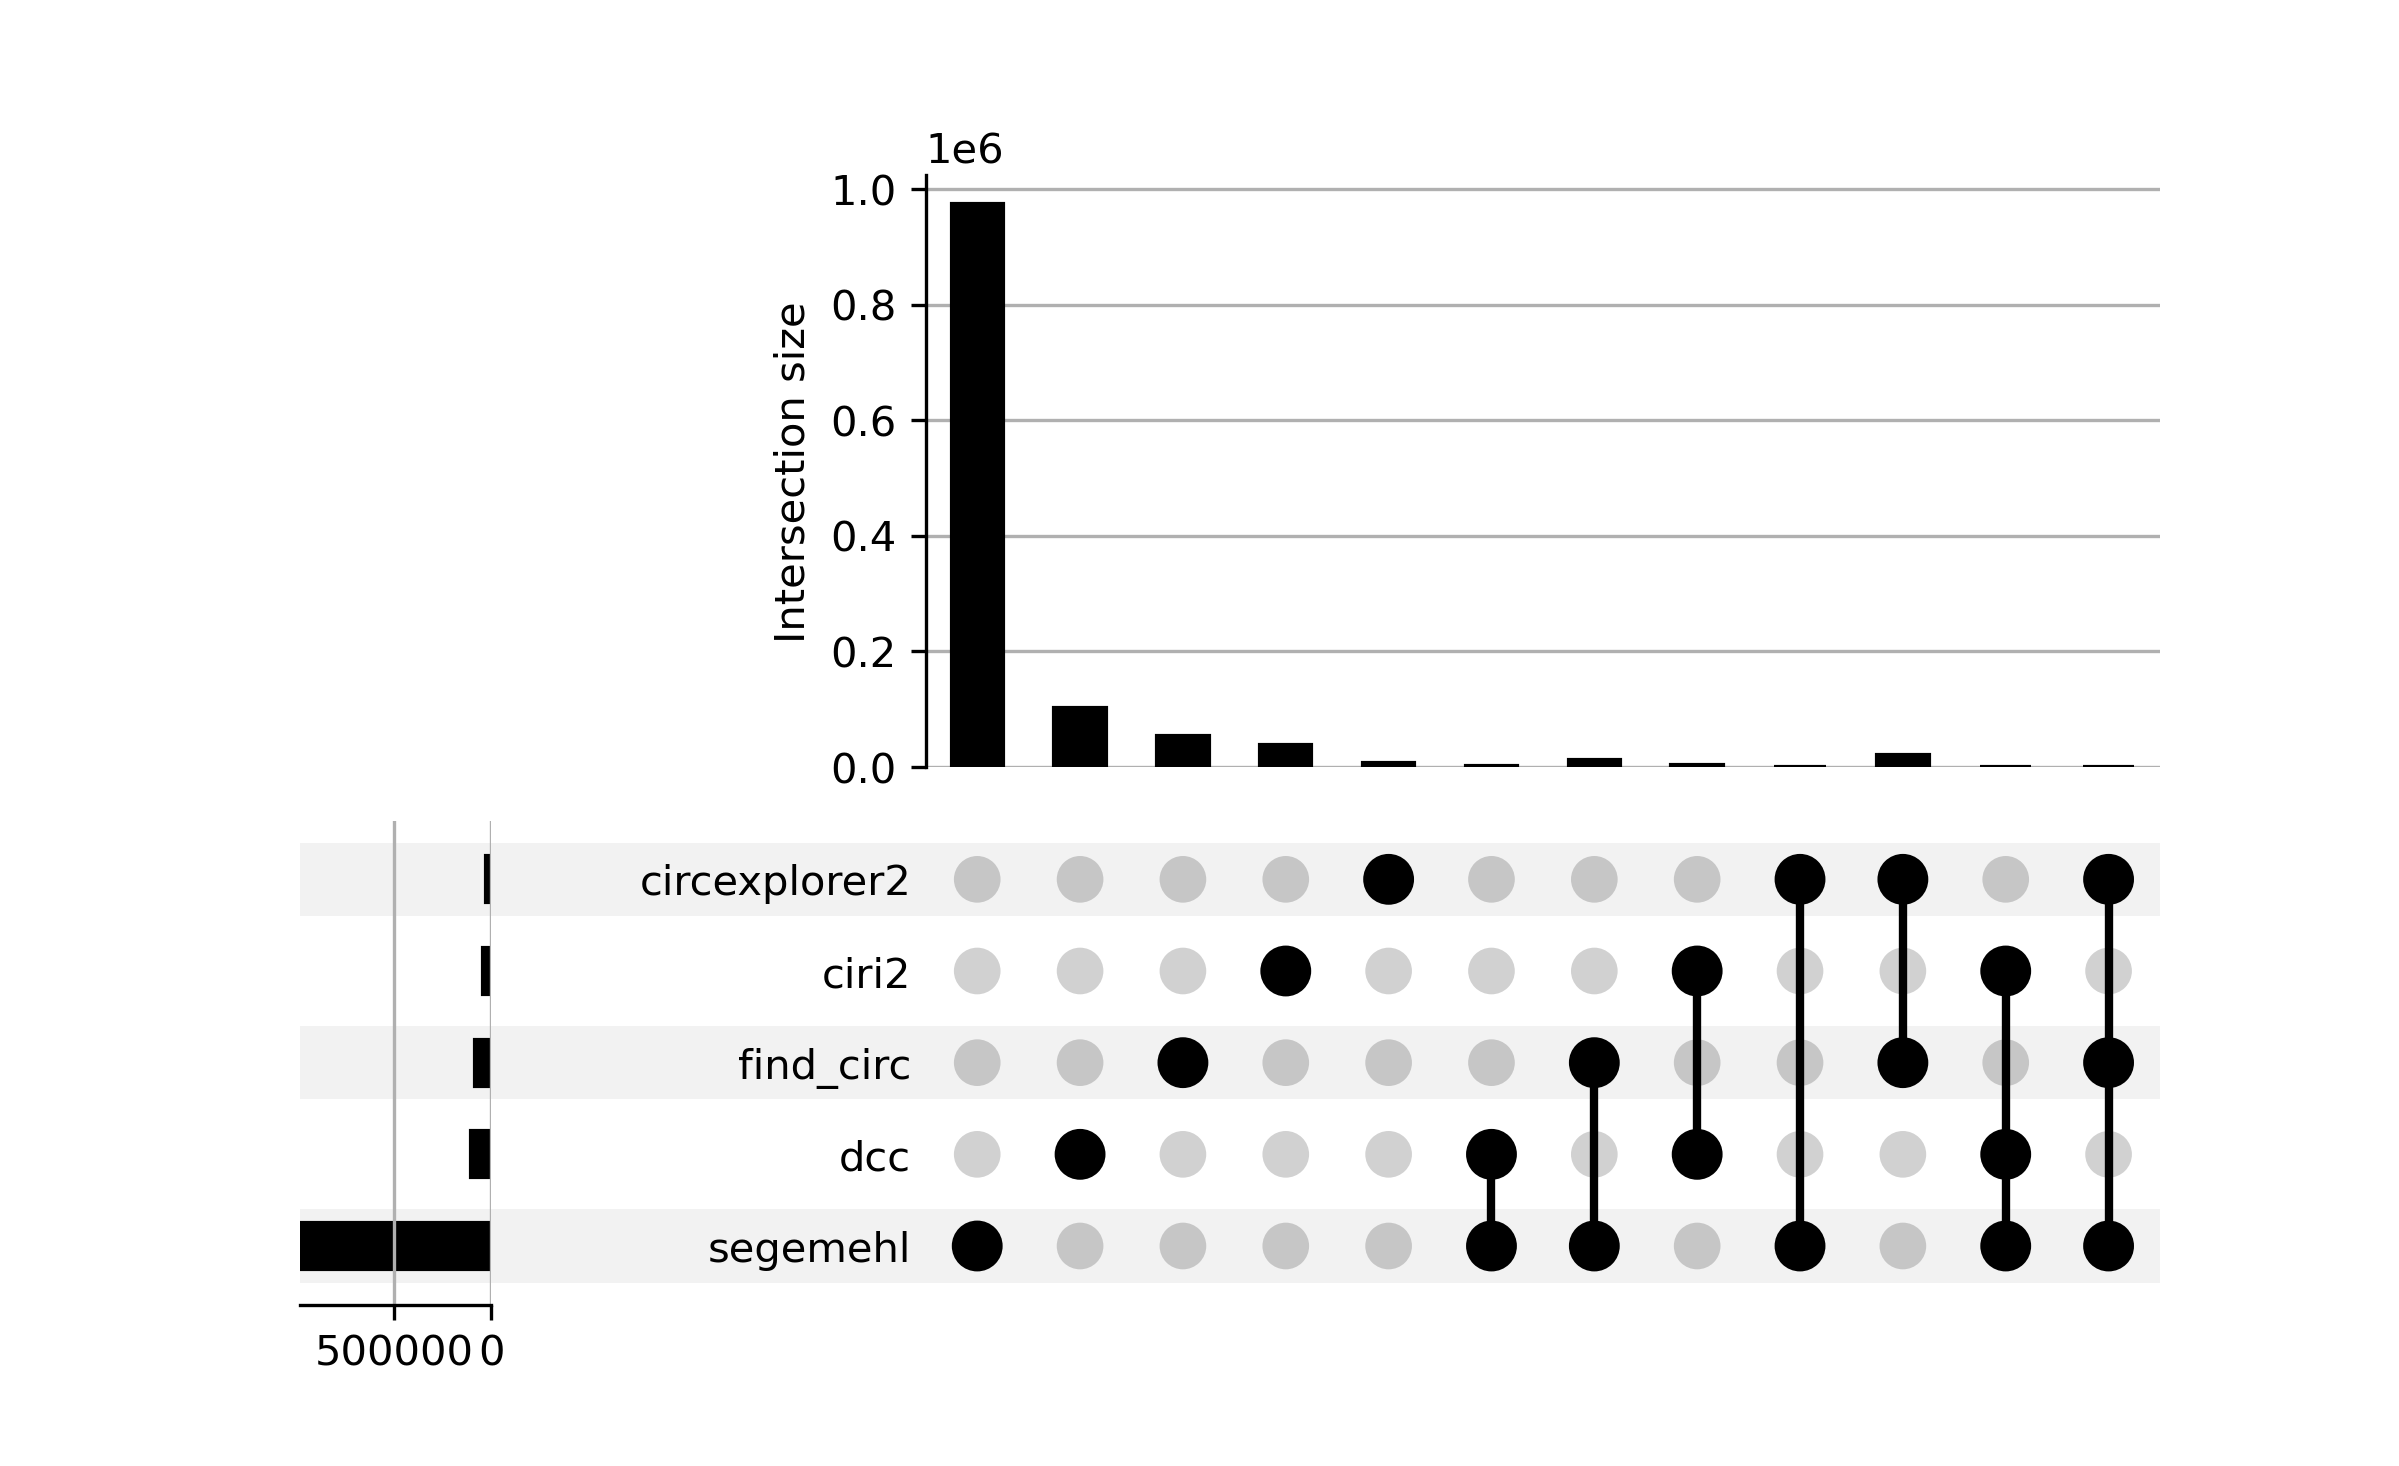 1e6
1.0
0.8
0.6
0.4
0.2
0.0
Intersection size
circexplorer2
ciri2
find_circ
dcc
segemehl
500000 0